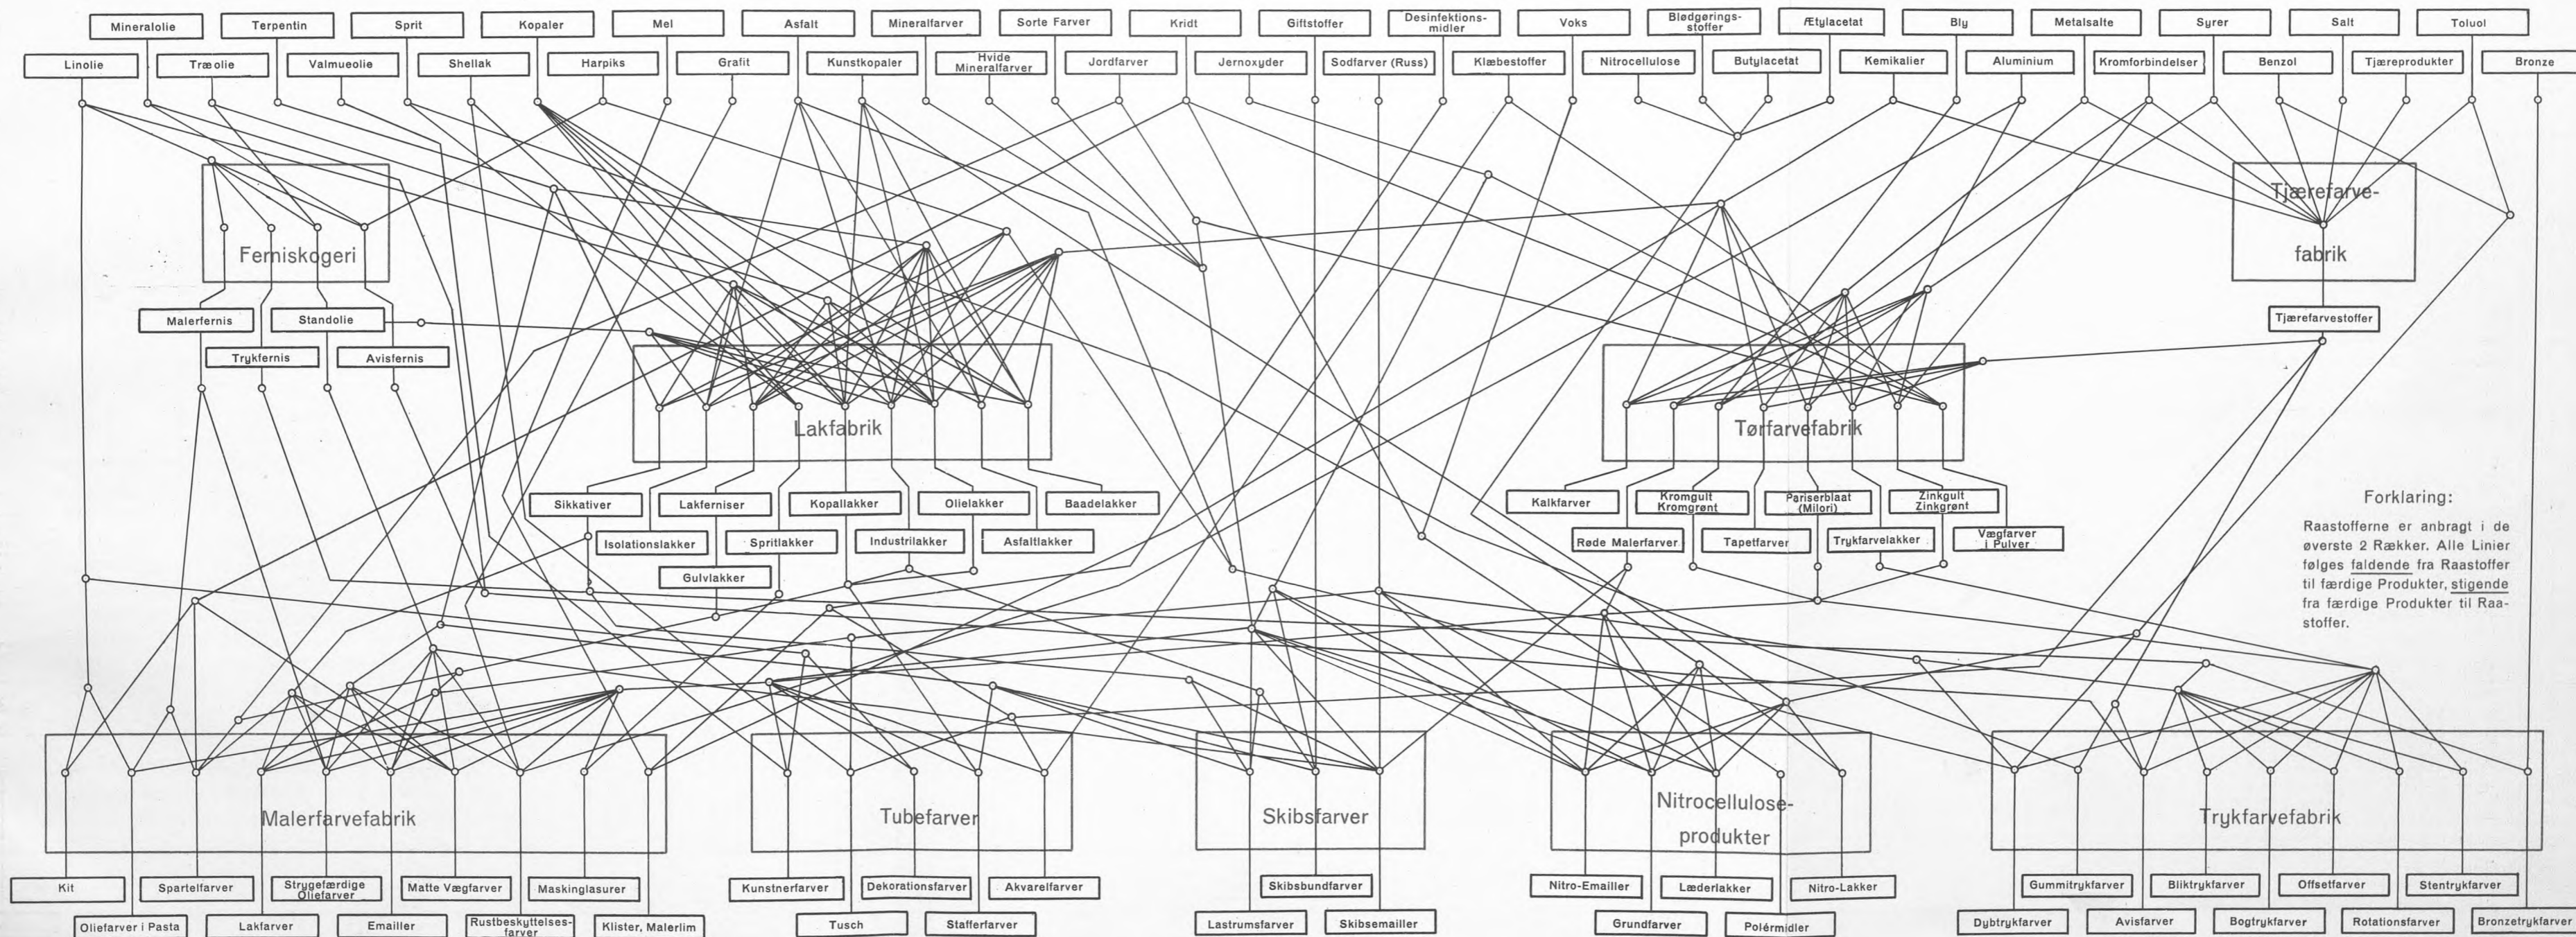 Mineralolie
Terpentin
Sprit
Kopaler
Mel
Asfalt
Mineralfarver
Sorte Farver
Kridt
Giftstoffer
Desinfektions-
midler
Voks
Blødgørings-
stoffer
Ætylacetat
Bly
Metalsalte
Syrer
Salt
Toluol
Linolie
Træolie
Valmueolie
Shellak
Harpiks
Grafit
Kunstkopaler
Hvide
Mineralfarver
Jordfarver
Jernoxyder
Sodfarver (Russ)
Klæbestoffer
Nitrocellulose
Butylacetat
Kemikalier
Aluminium
Kromforbindelser
Benzol
Tjæreprodukter
Bronze
Ferniskogeri
Tjærefarve-
fabrik
Malerfernis
Standolie
Trykfernis
Avisfernis
Tjærefarvestoffer
Lakfabrik
Tørfarvefabrik
Sikkativer
Lakferniser
Kopallakker
Olielakker
Baadelakker
Isolationslakker
Spritlakker
Industrilakker
Asfaltlakker
Gulvlakker
Kalkfarver
Kromgult
Kromgrønt
Pariserblaat
(Milori)
Zinkgult
Zinkgrønt
Røde Malerfarver
Tapetfarver
Trykfarvelakker
Vægfarver
i Pulver
Forklaring:
Raastofferne er anbragt i de
øverste 2 Rækker. Alle Linier
følges faldende fra Raastoffer
til færdige Produkter, stigende
fra færdige Produkter til Raa-
stoffer.
Malerfarvefabrik
Tubefarver
Skibsfarver
Nitrocellulose-
produkter
Trykfarvefabrik
Kit
Spartelfarver
Strygefærdige
Oliefarver
Matte Vægfarver
Maskinglasurer
Kunstnerfarver
Dekorationsfarver
Akvarelfarver
Skibsbundfarver
Nitro-Emailler
Læderlakker
Nitro-Lakker
Gummitrykfarver
Bliktrykfarver
Offsetfarver
Stentrykfarver
Oliefarver i Pasta
Lakfarver
Emailler
Rustbeskyttelses-
farver
Klister, Malerlim
Tusch
Stafferfarver
Lastrumsfarver
Skibsemailler
Grundfarver
Polérmidler
Dybtrykfarver
Avisfarver
Bogtrykfarver
Rotationsfarver
Bronzetrykfarver